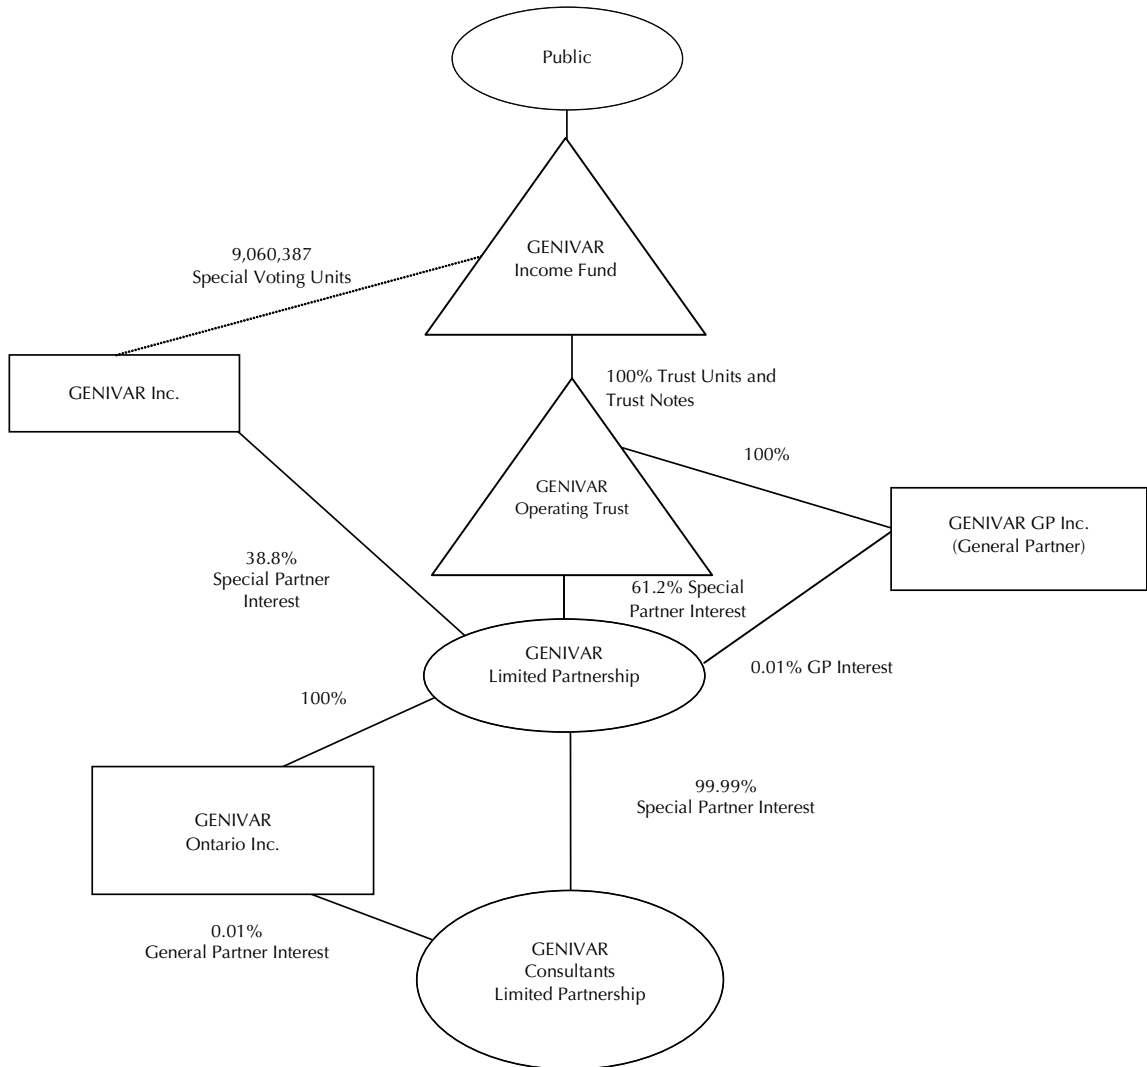 Public
GENIVAR
Income Fund
9,060,387
Special Voting Units
GENIVAR Inc.
100% Trust Units and
Trust Notes
100%
GENIVAR
Operating Trust
GENIVAR GP Inc.
(General Partner)
38.8%
Special Partner
Interest
61.2% Special
Partner Interest
GENIVAR
Limited Partnership
0.01% GP Interest
100%
99.99%
Special Partner Interest
GENIVAR
Ontario Inc.
0.01%
General Partner Interest
GENIVAR
Consultants
Limited Partnership